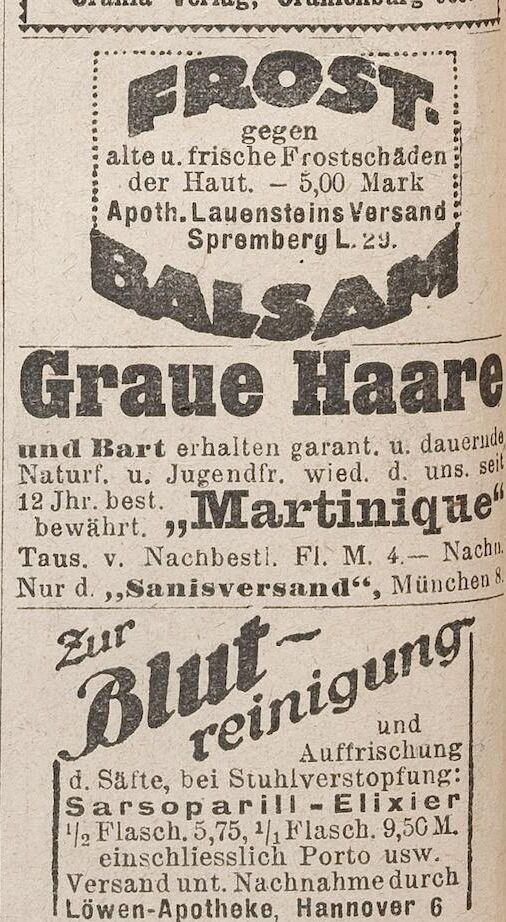 FROST-
gegen
alte u. frische Frostschäden
der Haut. — 5,00 Mark
Apoth. Lauensteins Versand
Spremberg L. 29.
BALSAM
Graue Haare
und Bart erhalten garant. u. dauernde
Naturf. u. Jugendfr. wied. d. uns. seit
12 Jhr. best.
bewährt. „Martinique“
Taus. v. Nachbestl. Fl. M. 4.— Nachn.
Nur d. „Sanisversand“, München 8.
Zur
Blut-
reinigung
und
Auffrischung
d. Säfte, bei Stuhlverstopfung:
Sarsoparill-Elixier
1/2 Flasch. 5,75, 1/1 Flasch. 9,50 M.
einschliesslich Porto usw.
Versand unt. Nachnahme durch
Löwen-Apotheke, Hannover 6